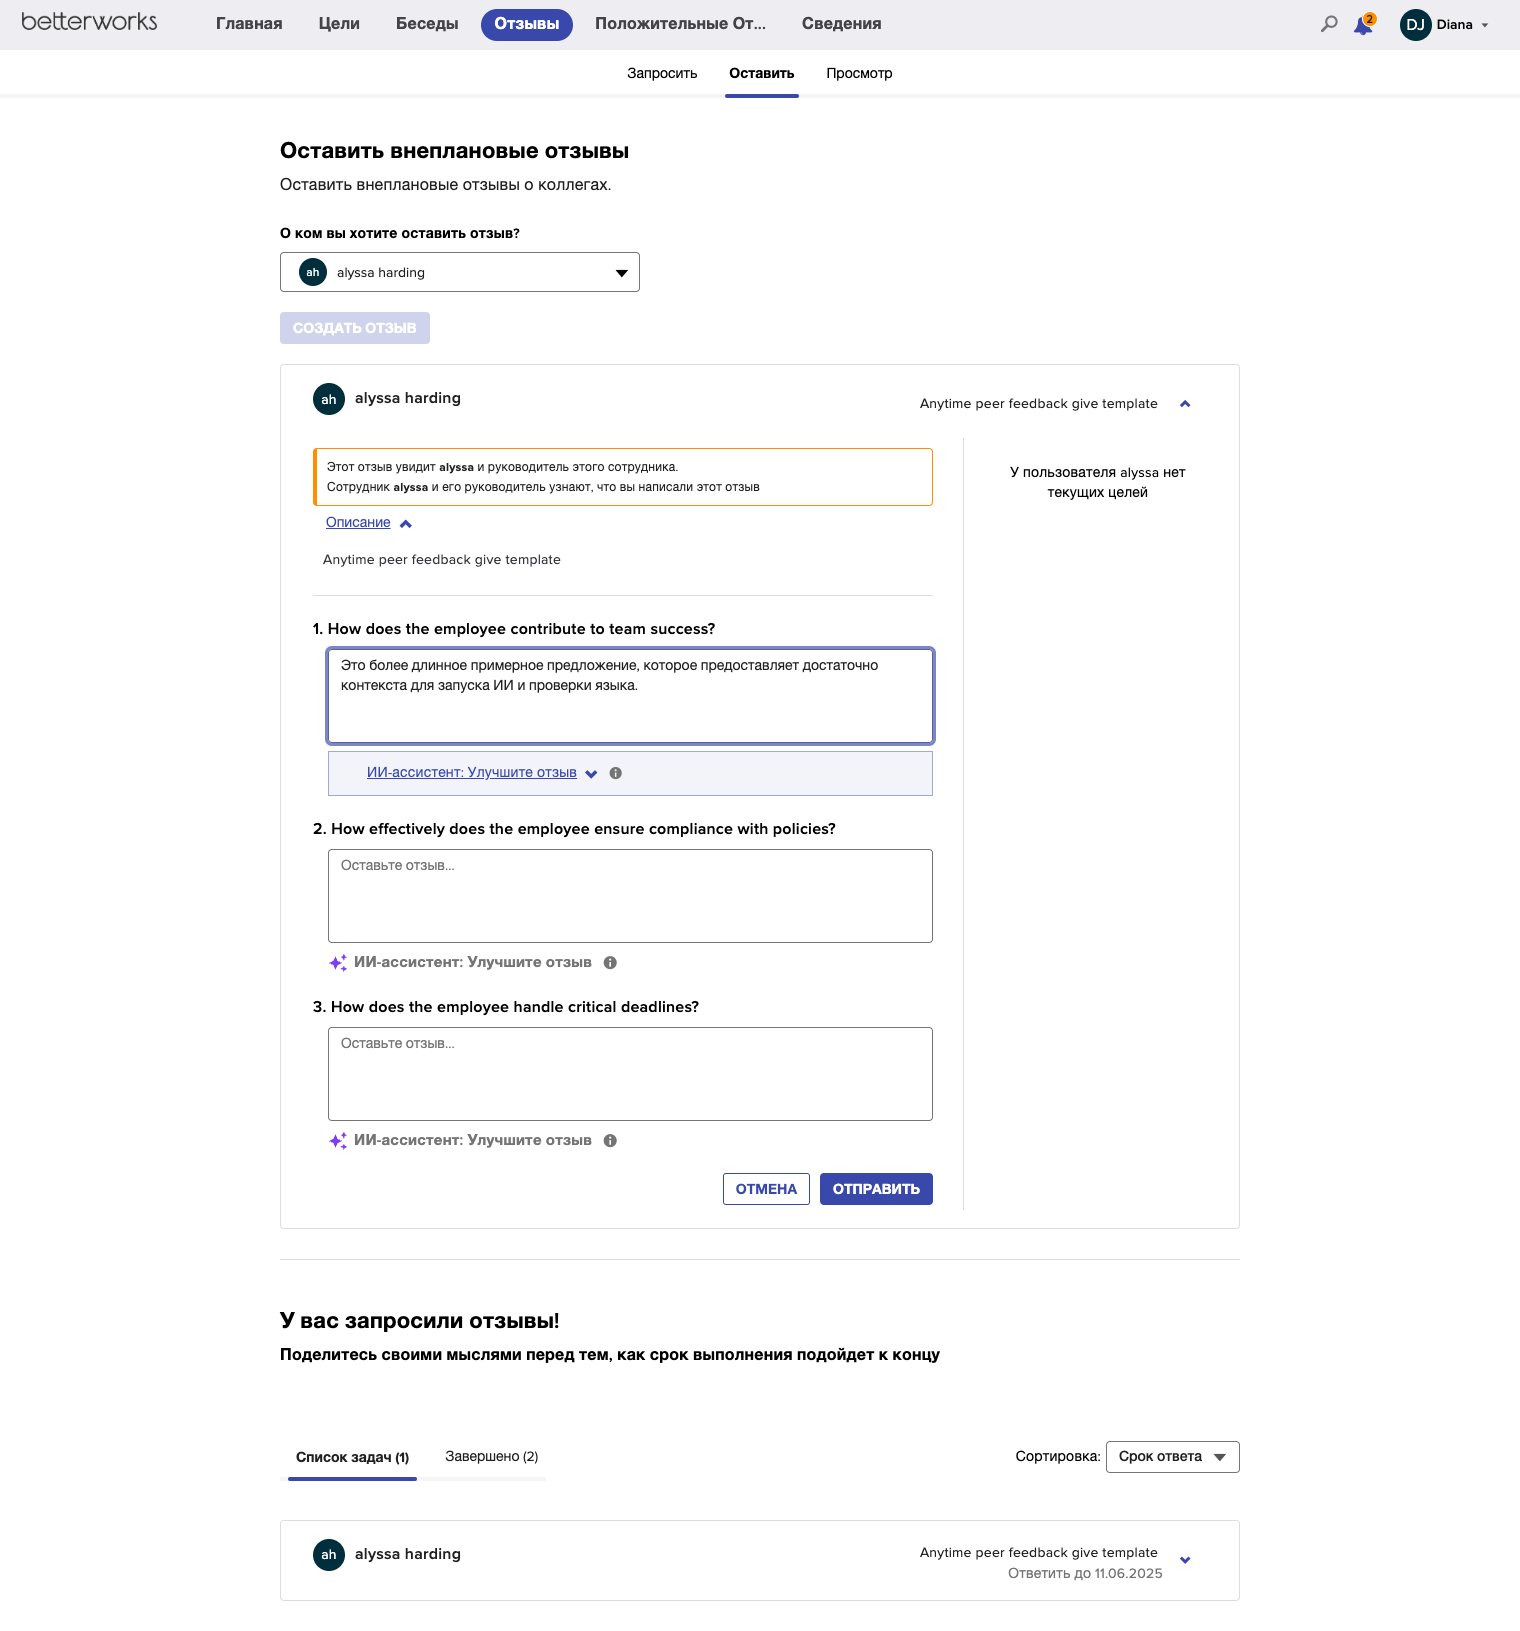 betterworks
Главная
Цели
Беседы
Отзывы
Положительные От...
Сведения
2
DJ
Diana
Запросить
Оставить
Просмотр
Оставить внеплановые отзывы
Оставить внеплановые отзывы о коллегах.
О ком вы хотите оставить отзыв?
ah
alyssa harding
СОЗДАТЬ ОТЗЫВ
ah
alyssa harding
Anytime peer feedback give template
Этот отзыв увидит alyssa и руководитель этого сотрудника.
Сотрудник alyssa и его руководитель узнают, что вы написали этот отзыв
У пользователя alyssa нет
текущих целей
Описание
Anytime peer feedback give template
1. How does the employee contribute to team success?
Это более длинное примерное предложение, которое предоставляет достаточно
контекста для запуска ИИ и проверки языка.
ИИ-ассистент: Улучшите отзыв
2. How effectively does the employee ensure compliance with policies?
Оставьте отзыв...
ИИ-ассистент: Улучшите отзыв
3. How does the employee handle critical deadlines?
Оставьте отзыв...
ИИ-ассистент: Улучшите отзыв
ОТМЕНА
ОТПРАВИТЬ
У вас запросили отзывы!
Поделитесь своими мыслями перед тем, как срок выполнения подойдет к концу
Список задач (1)
Завершено (2)
Сортировка:
Срок ответа
ah
alyssa harding
Anytime peer feedback give template
Ответить до 11.06.2025